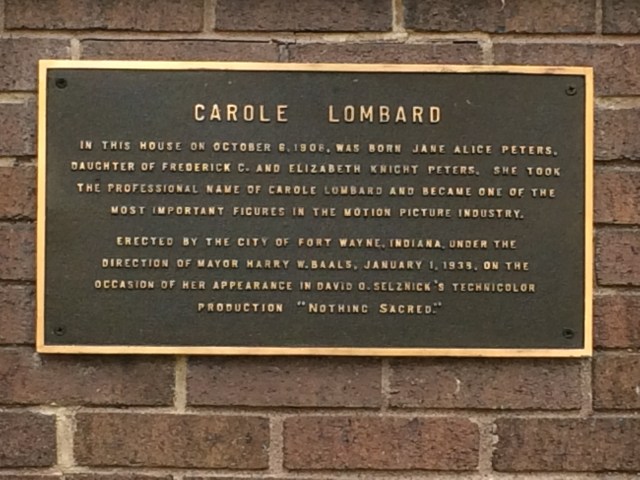 CAROLE LOMBARD
IN THIS HOUSE ON OCTOBER 6, 1908, WAS BORN JANE ALICE PETERS,
DAUGHTER OF FREDERICK C. AND ELIZABETH KNIGHT PETERS. SHE TOOK
THE PROFESSIONAL NAME OF CAROLE LOMBARD AND BECAME ONE OF THE
MOST IMPORTANT FIGURES IN THE MOTION PICTURE INDUSTRY.
ERECTED BY THE CITY OF FORT WAYNE, INDIANA, UNDER THE
DIRECTION OF MAYOR HARRY W. BAALS, JANUARY 1, 1938, ON THE
OCCASION OF HER APPEARANCE IN DAVID O. SELZNICK'S TECHNICOLOR
PRODUCTION "NOTHING SACRED."